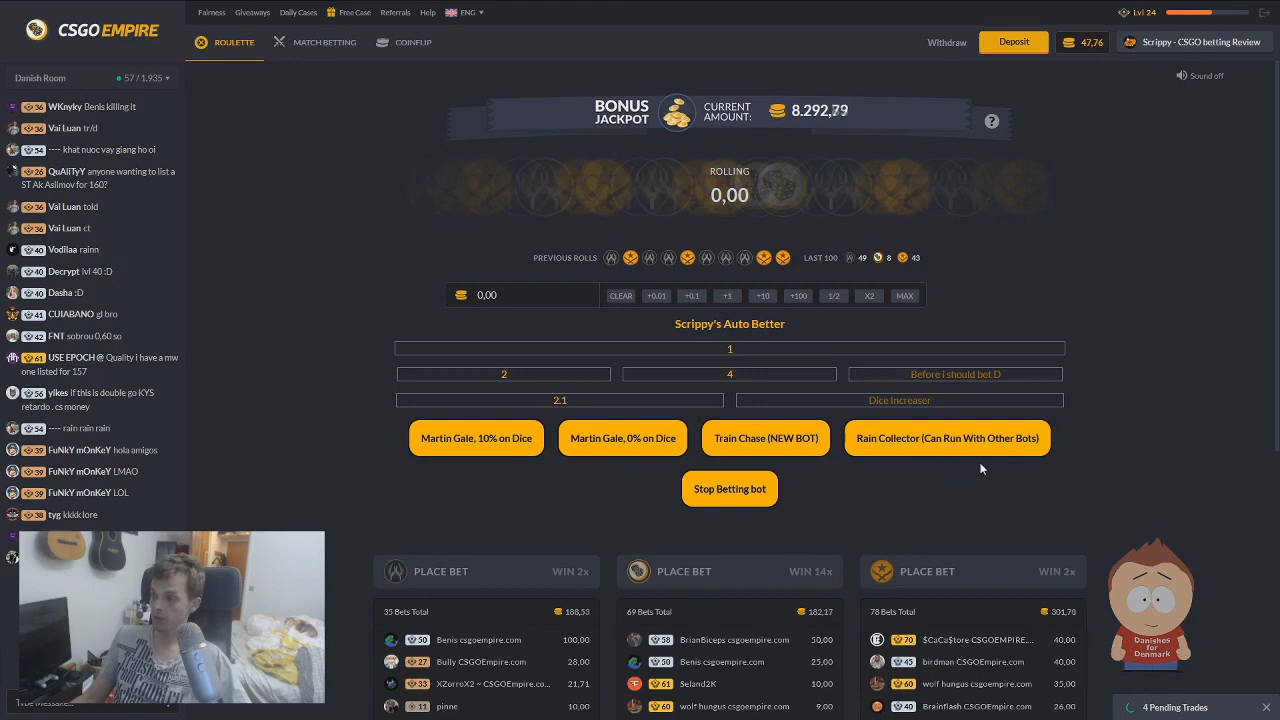 Fairness Giveaways Daily Cases Free Case Referrals Help ENG Lvl 24
CSGOEMPIRE
ROULETTE MATCH BETTING COINFLIP Withdraw Deposit 47,76 Scrippy - CSGO betting Review
Danish Room 57 / 1.935
Sound off
BONUS JACKPOT
CURRENT AMOUNT:
?
ROLLING
0,00
PREVIOUS ROLLS LAST 100 49 8 43
0,00 CLEAR +0.01 +0.1 +1 +10 +100 1/2 X2 MAX
Scrippy's Auto Better
1
2 4 Before i should bet D
2.1 Dice Increaser
Martin Gale, 10% on Dice Martin Gale, 0% on Dice Train Chase (NEW BOT) Rain Collector (Can Run With Other Bots)
Stop Betting bot
36 WKnyky Benis killing it
36 Vai Luan tr/d
54 ---- khat nuoc vay giang ho oi
26 QuAliTyY anyone wanting to list a
ST Ak Asiimov for 160?
36 Vai Luan told
36 Vai Luan ct
40 Vodilaa rainn
40 Decrypt lvl 40 :D
40 Dasha :D
41 CUIABANO gl bro
42 FNT sobrou 0,60 so
61 USE EPOCH @ Quality i have a mw
one listed for 157
56 yikes if this is double go KYS
retardo . cs money
54 ---- rain rain rain
39 FuNkY mOnKeY hola amigos
39 FuNkY mOnKeY LMAO
39 FuNkY mOnKeY LOL
38 tyg kkkk lore
PLACE BET WIN 2x
35 Bets Total 188,53
50 Benis csgoempire.com 100,00
27 Bully CSGOEmpire.com 28,00
33 XZorroX2 ~ CSGOEmpire.co... 21,71
11 pinne 10,00
PLACE BET WIN 14x
69 Bets Total 182,17
58 BrianBiceps csgoempire.com 50,00
50 Benis csgoempire.com 25,00
61 Seland2K 10,00
60 wolf hungus csgoempire.com 9,00
PLACE BET WIN 2x
78 Bets Total 301,78
70 $CaCa$tore CSGOEMPIRE.... 40,00
45 birdman CSGOEmpire.com 40,00
60 wolf hungus csgoempire.com 35,00
40 Brainflash CSGOEmpire.com 26,00
Danishes
for
Denmark
4 Pending Trades